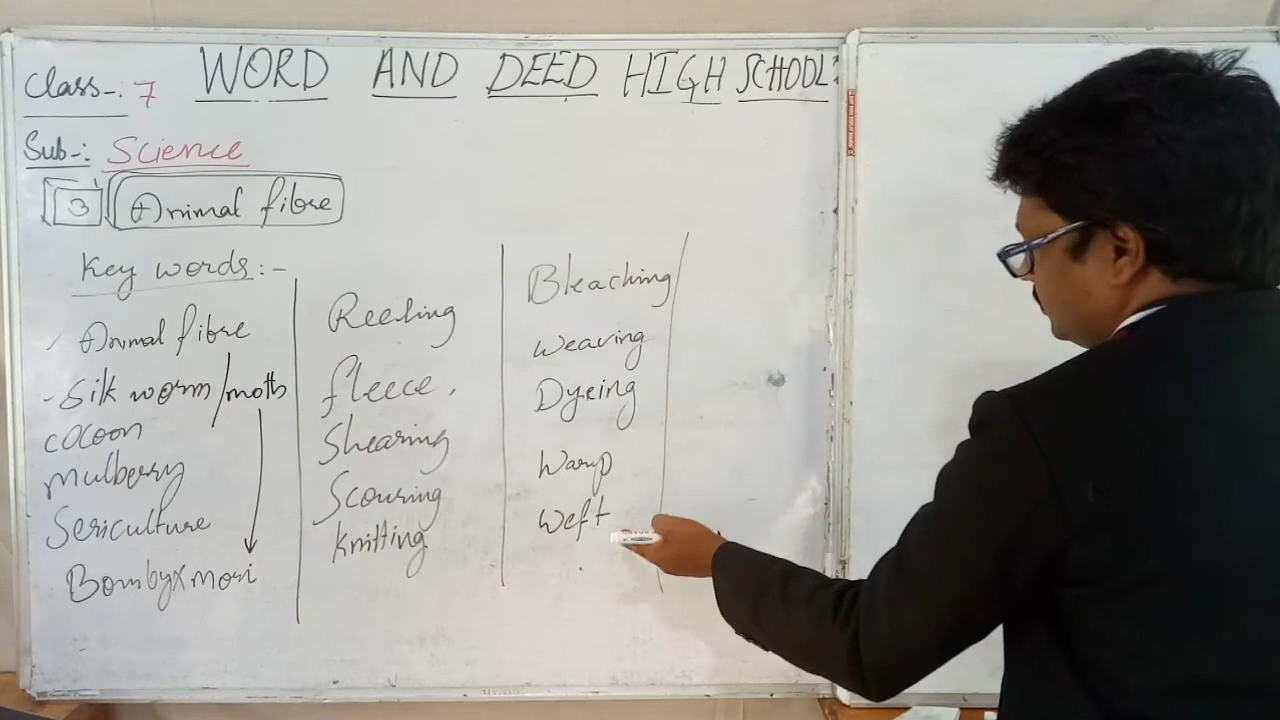 Class-: 7 WORD AND DEED HIGH SCHOOL:
Sub-: Science
3 Animal fibre
Key words:-
Animal fibre
Silk worm/moth
cocoon
Mulberry
Sericulture
Bombyx mori
Reeling
fleece.
Shearing
Scouring
Knitting
Bleaching
Weaving
Dyeing
Warp
Weft